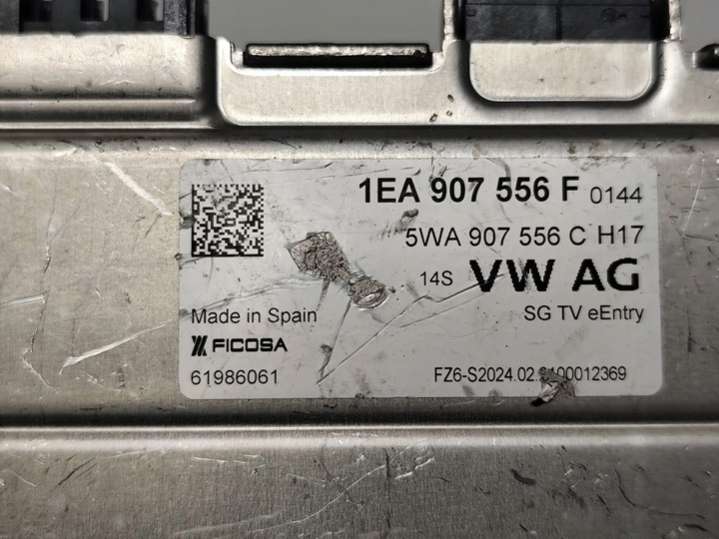 1EA 907 556 F 0144
5WA 907 556 C H17
14S VW AG
Made in Spain
SG TV eEntry
FICOSA
61986061
FZ6-S2024.02